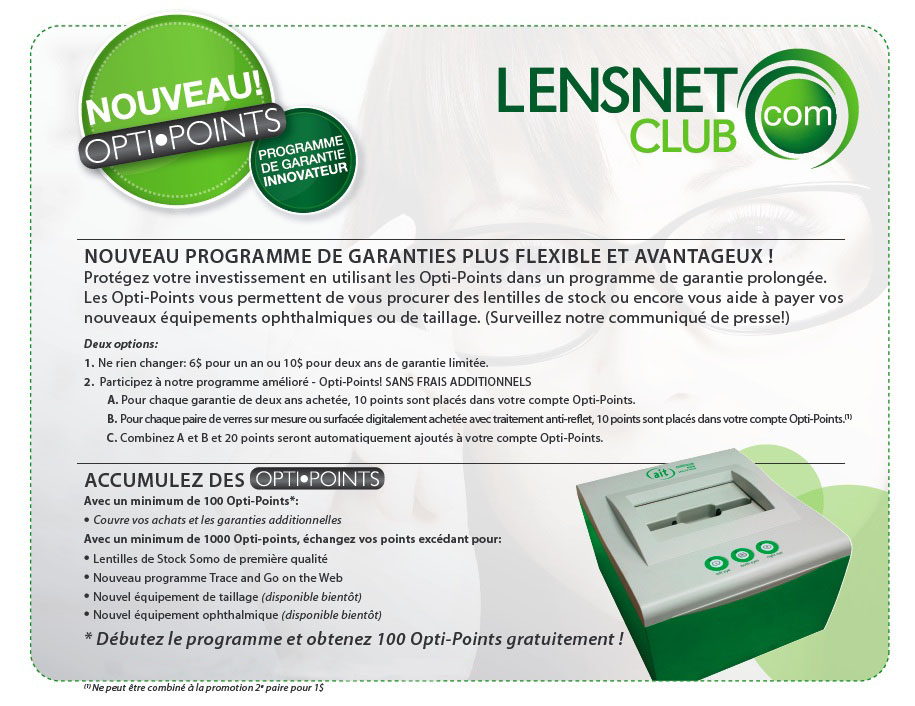 NOUVEAU!
OPTI•POINTS
PROGRAMME
DE GARANTIE
INNOVATEUR
LENSNET
CLUB
com
NOUVEAU PROGRAMME DE GARANTIES PLUS FLEXIBLE ET AVANTAGEUX !
Protégez votre investissement en utilisant les Opti-Points dans un programme de garantie prolongée.
Les Opti-Points vous permettent de vous procurer des lentilles de stock ou encore vous aide à payer vos
nouveaux équipements ophthalmiques ou de taillage. (Surveillez notre communiqué de presse!)
Deux options:
1. Ne rien changer: 6$ pour un an ou 10$ pour deux ans de garantie limitée.
2. Participez à notre programme amélioré - Opti-Points! SANS FRAIS ADDITIONNELS
A. Pour chaque garantie de deux ans achetée, 10 points sont placés dans votre compte Opti-Points.
B. Pour chaque paire de verres sur mesure ou surfacée digitalement achetée avec traitement anti-reflet, 10 points sont placés dans votre compte Opti-Points.(1)
C. Combinez A et B et 20 points seront automatiquement ajoutés à votre compte Opti-Points.
ACCUMULEZ DES OPTI•POINTS
Avec un minimum de 100 Opti-Points*:
• Couvre vos achats et les garanties additionnelles
Avec un minimum de 1000 Opti-points, échangez vos points excédant pour:
• Lentilles de Stock Somo de première qualité
• Nouveau programme Trace and Go on the Web
• Nouvel équipement de taillage (disponible bientôt)
• Nouvel équipement ophthalmique (disponible bientôt)
* Débutez le programme et obtenez 100 Opti-Points gratuitement !
ait
(1) Ne peut être combiné à la promotion 2e paire pour 1$